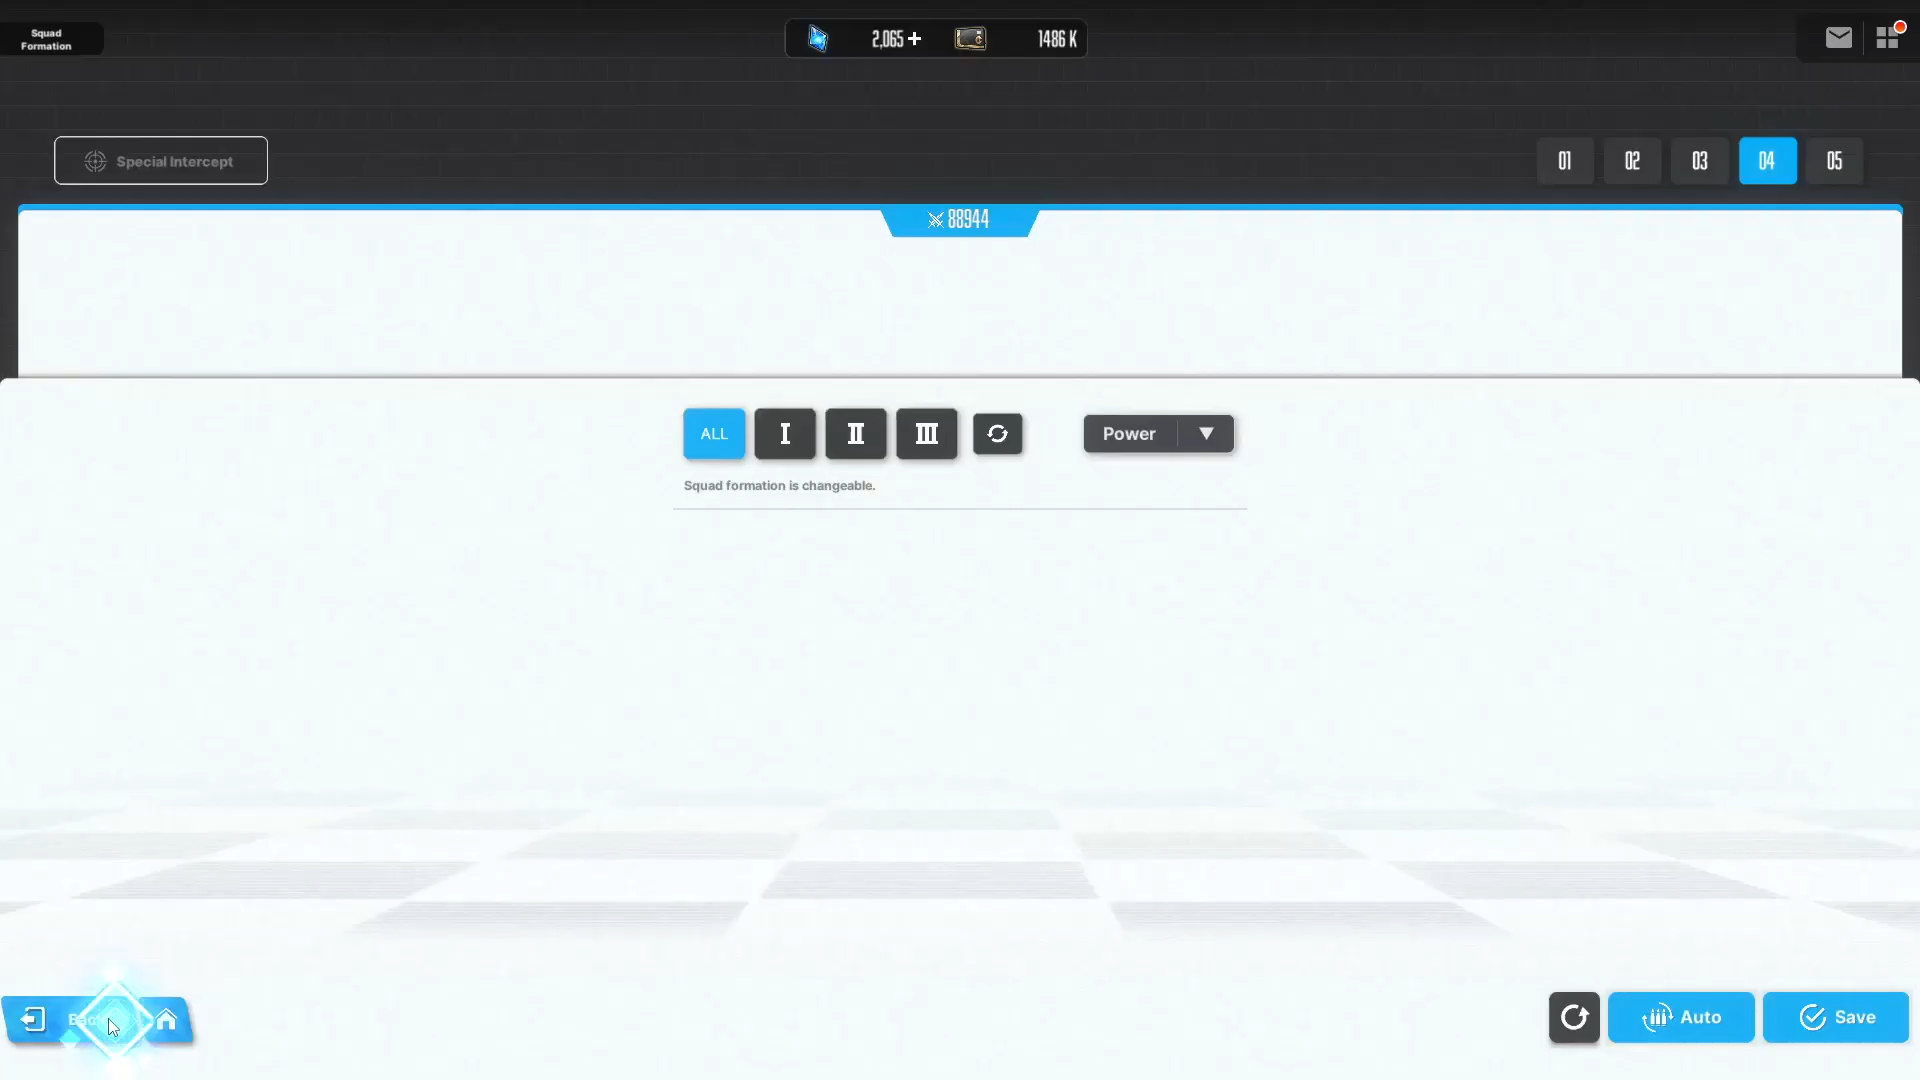 Squad
Formation
2,065+
1486 K
Special Intercept
01
02
03
04
05
88944
ALL
I
II
III
Power
Squad formation is changeable.
Auto
Save